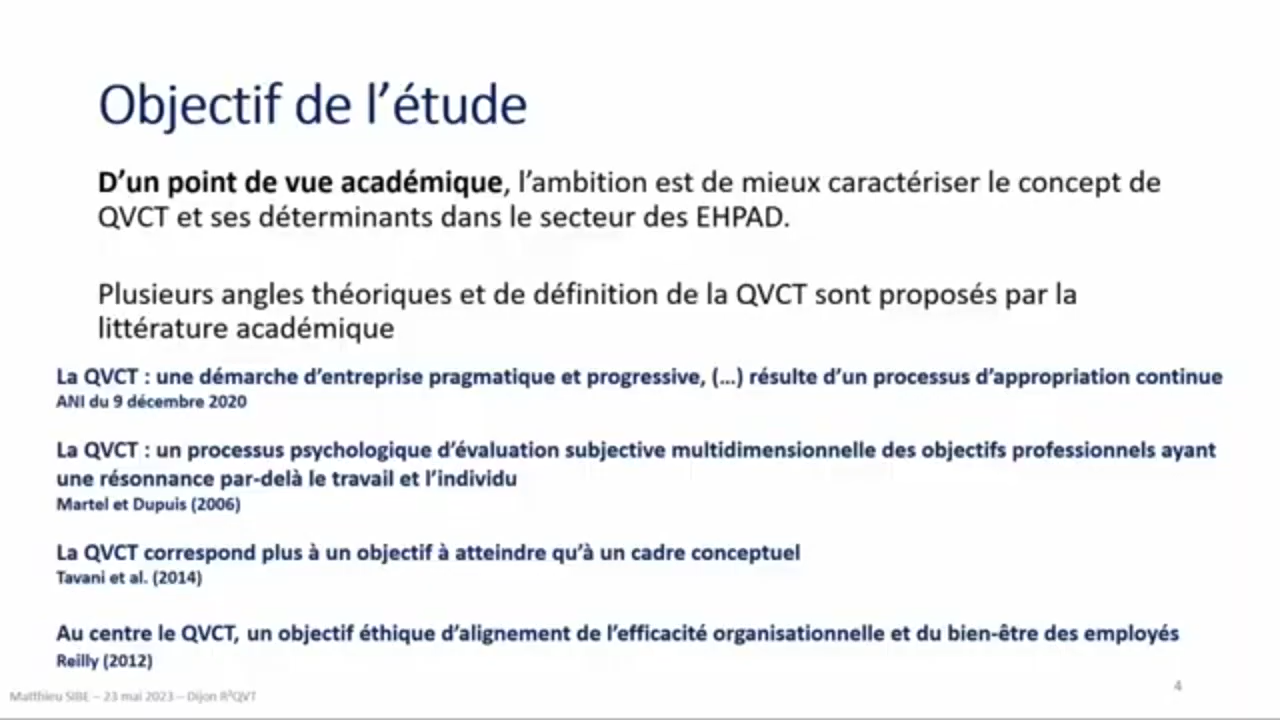 Objectif de l’étude
D’un point de vue académique, l’ambition est de mieux caractériser le concept de
QVCT et ses déterminants dans le secteur des EHPAD.
Plusieurs angles théoriques et de définition de la QVCT sont proposés par la
littérature académique
La QVCT : une démarche d’entreprise pragmatique et progressive, (…) résulte d’un processus d’appropriation continue
ANI du 9 décembre 2020
La QVCT : un processus psychologique d’évaluation subjective multidimensionnelle des objectifs professionnels ayant
une résonnance par-delà le travail et l’individu
Martel et Dupuis (2006)
La QVCT correspond plus à un objectif à atteindre qu’à un cadre conceptuel
Tavani et al. (2014)
Au centre le QVCT, un objectif éthique d’alignement de l’efficacité organisationnelle et du bien-être des employés
Reilly (2012)
Matthieu SIBE – 23 mai 2023 – Dijon R²QVT
4